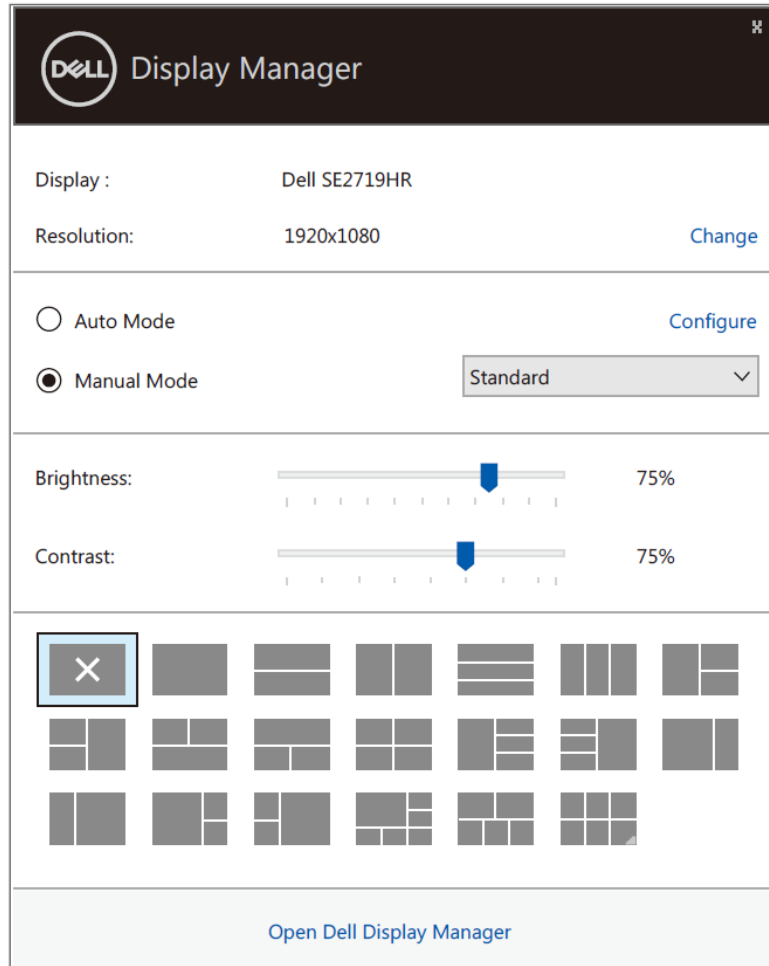 DELL Display Manager
Display : Dell SE2719HR
Resolution: 1920x1080 Change
Auto Mode Configure
Manual Mode Standard
Brightness: 75%
Contrast: 75%
Open Dell Display Manager